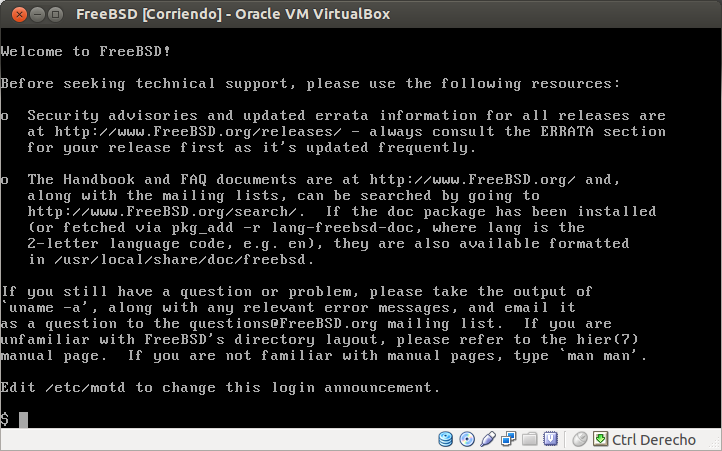 FreeBSD [Corriendo] - Oracle VM VirtualBox
Welcome to FreeBSD!
Before seeking technical support, please use the following resources:
o  Security advisories and updated errata information for all releases are
   at http://www.FreeBSD.org/releases/ - always consult the ERRATA section
   for your release first as it's updated frequently.
o  The Handbook and FAQ documents are at http://www.FreeBSD.org/ and,
   along with the mailing lists, can be searched by going to
   http://www.FreeBSD.org/search/.  If the doc package has been installed
   (or fetched via pkg_add -r lang-freebsd-doc, where lang is the
   2-letter language code, e.g. en), they are also available formatted
   in /usr/local/share/doc/freebsd.
If you still have a question or problem, please take the output of
`uname -a', along with any relevant error messages, and email it
as a question to the questions@FreeBSD.org mailing list.  If you are
unfamiliar with FreeBSD's directory layout, please refer to the hier(7)
manual page.  If you are not familiar with manual pages, type `man man'.
Edit /etc/motd to change this login announcement.
$
Ctrl Derecho